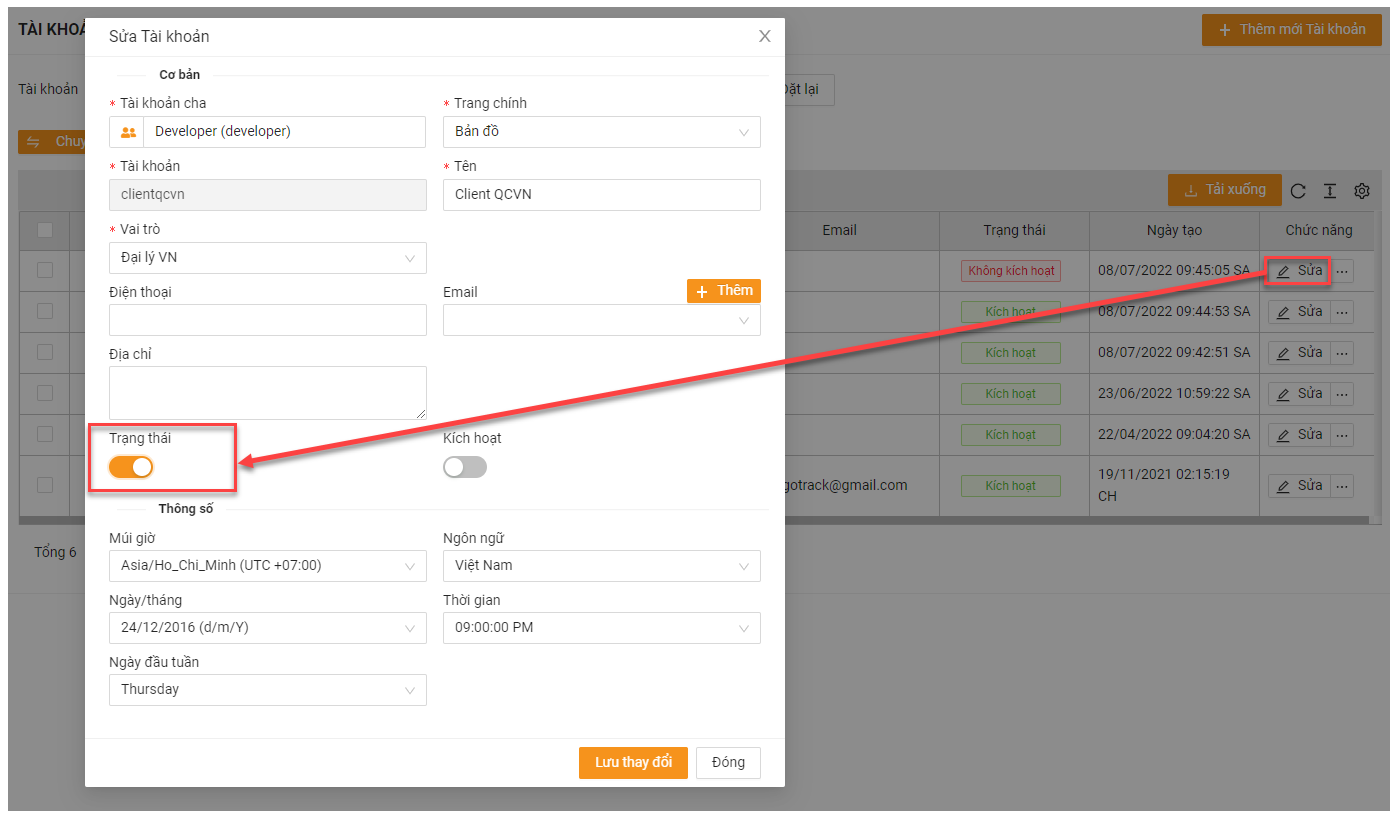 TÀI KHOẢ
Thêm mới Tài khoản
Tài khoản
Đặt lại
Chuy
Tải xuống
Email
Trạng thái
Ngày tạo
Chức năng
Không kích hoạt
08/07/2022 09:45:05 SA
Sửa
Kích hoạt
08/07/2022 09:44:53 SA
Sửa
Kích hoạt
08/07/2022 09:42:51 SA
Sửa
Kích hoạt
23/06/2022 10:59:22 SA
Sửa
Kích hoạt
22/04/2022 09:04:20 SA
Sửa
gotrack@gmail.com
Kích hoạt
19/11/2021 02:15:19
CH
Sửa
Tổng 6
Sửa Tài khoản
Cơ bản
* Tài khoản cha
Developer (developer)
* Trang chính
Bản đồ
* Tài khoản
clientqcvn
* Tên
Client QCVN
* Vai trò
Đại lý VN
Điện thoại
Email
Thêm
Địa chỉ
Trạng thái
Kích hoạt
Thông số
Múi giờ
Asia/Ho_Chi_Minh (UTC +07:00)
Ngôn ngữ
Việt Nam
Ngày/tháng
24/12/2016 (d/m/Y)
Thời gian
09:00:00 PM
Ngày đầu tuần
Thursday
Lưu thay đổi
Đóng